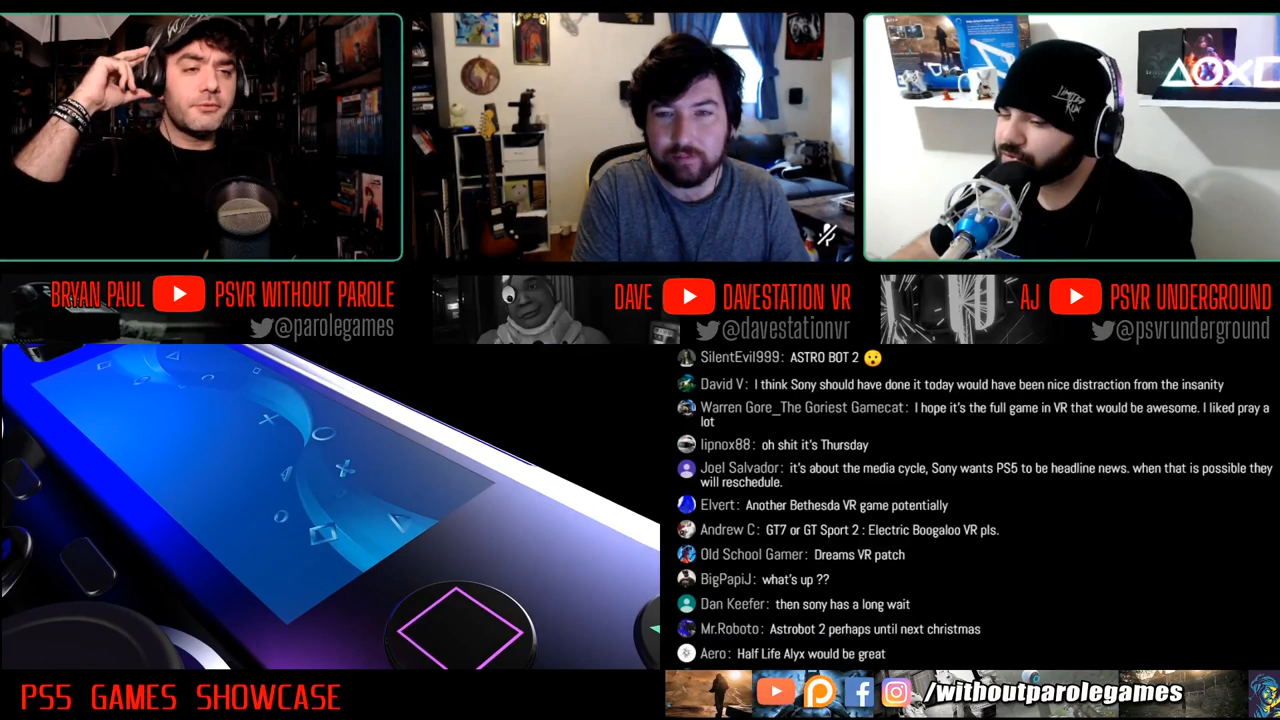 LIMITED
RUN
BRYAN PAUL PSVR WITHOUT PAROLE
@parolegames
DAVE DAVESTATION VR
@davestationvr
AJ PSVR UNDERGROUND
@psvrunderground
SilentEvil999: ASTRO BOT 2 😮
David V: I think Sony should have done it today would have been nice distraction from the insanity
Warren Gore_The Goriest Gamecat: I hope it's the full game in VR that would be awesome. I liked pray a
lot
lipnox88: oh shit it's Thursday
Joel Salvador: it's about the media cycle, Sony wants PS5 to be headline news. when that is possible they
will reschedule.
Elvert: Another Bethesda VR game potentially
Andrew C: GT7 or GT Sport 2 : Electric Boogaloo VR pls.
Old School Gamer: Dreams VR patch
BigPapiJ: what's up ??
Dan Keefer: then sony has a long wait
Mr.Roboto: Astrobot 2 perhaps until next christmas
Aero: Half Life Alyx would be great
PS5 GAMES SHOWCASE
/withoutparolegames